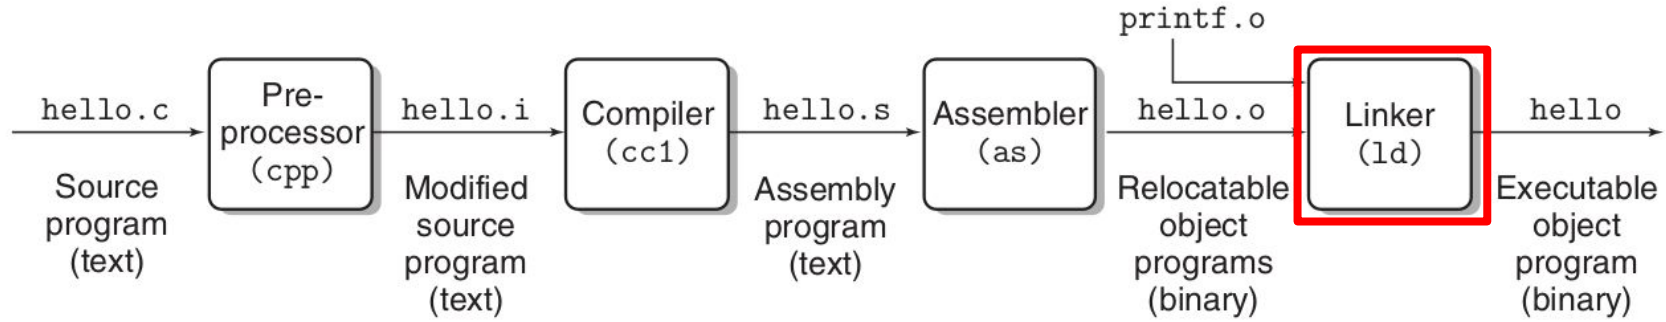 printf.o
hello.c
Pre-
processor
(cpp)
hello.i
Compiler
(cc1)
hello.s
Assembler
(as)
hello.o
Linker
(ld)
hello
Source
program
(text)
Modified
source
program
(text)
Assembly
program
(text)
Relocatable
object
programs
(binary)
Executable
object
program
(binary)